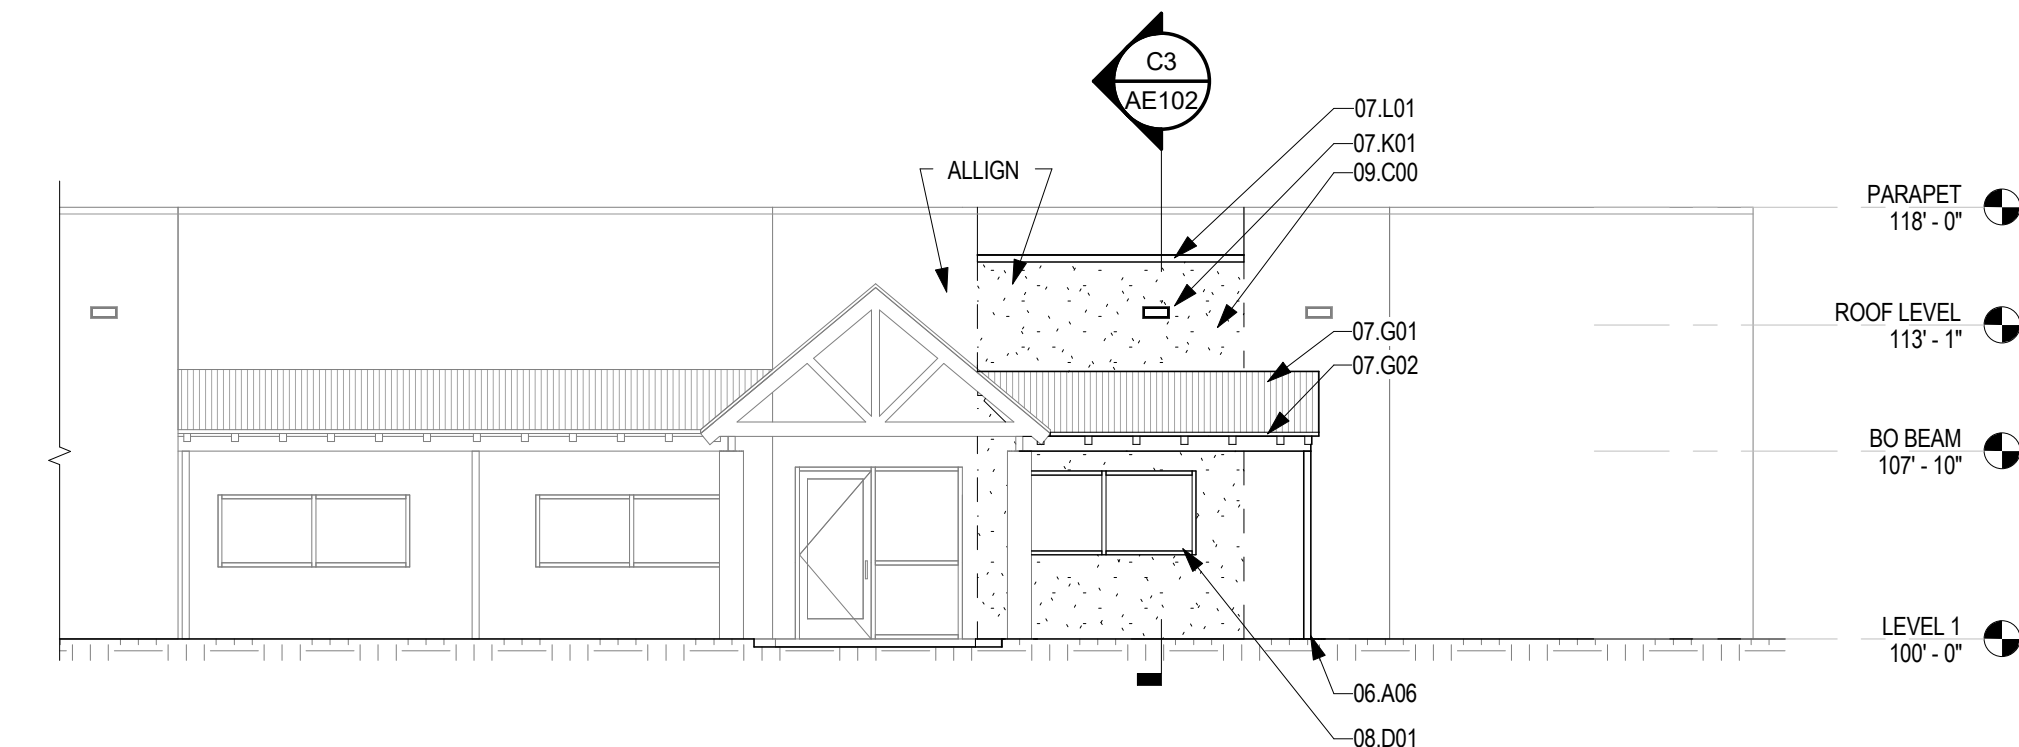 C3
AE102
07.L01
07.K01
09.C00
ALLIGN
PARAPET
118' - 0"
ROOF LEVEL
113' - 1"
07.G01
07.G02
BO BEAM
107' - 10"
LEVEL 1
100' - 0"
06.A06
08.D01